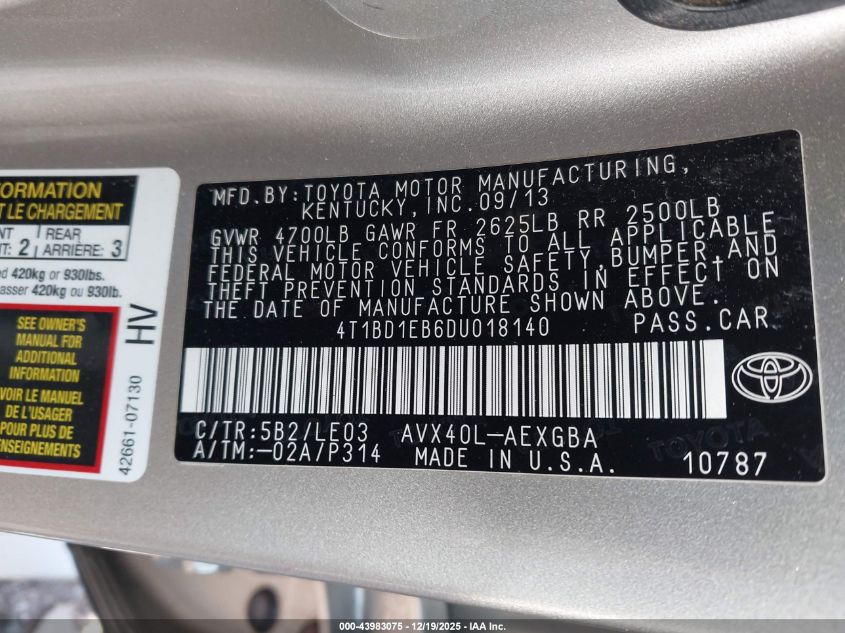 FORMATION
T LE CHARGEMENT
2
REAR
ARRIÈRE: 3
420kg or 930lbs.
asser 420kg ou 930lb.
SEE OWNER'S
MANUAL FOR
ADDITIONAL
INFORMATION
VOIR LE MANUEL
DE L'USAGER
POUR PLUS DE
RENSEIGNEMENTS
HV
42661-07130
MFD. BY: TOYOTA MOTOR MANUFACTURING,
KENTUCKY, INC. 09/13
GVWR 4700LB GAWR FR 2625LB RR 2500LB
THIS VEHICLE CONFORMS TO ALL APPLICABLE
FEDERAL MOTOR VEHICLE SAFETY, BUMPER, AND
THEFT PREVENTION STANDARDS IN EFFECT ON
THE DATE OF MANUFACTURE SHOWN ABOVE.
4T1BD1EB6DU018140 PASS. CAR
C/TR: 5B2/LE03 AVX40L-AEXGBA
A/TM: -02A/P314 MADE IN U.S.A. 10787
TOYOTA
000-43983075 - 12/19/2025 - IAA, Inc.